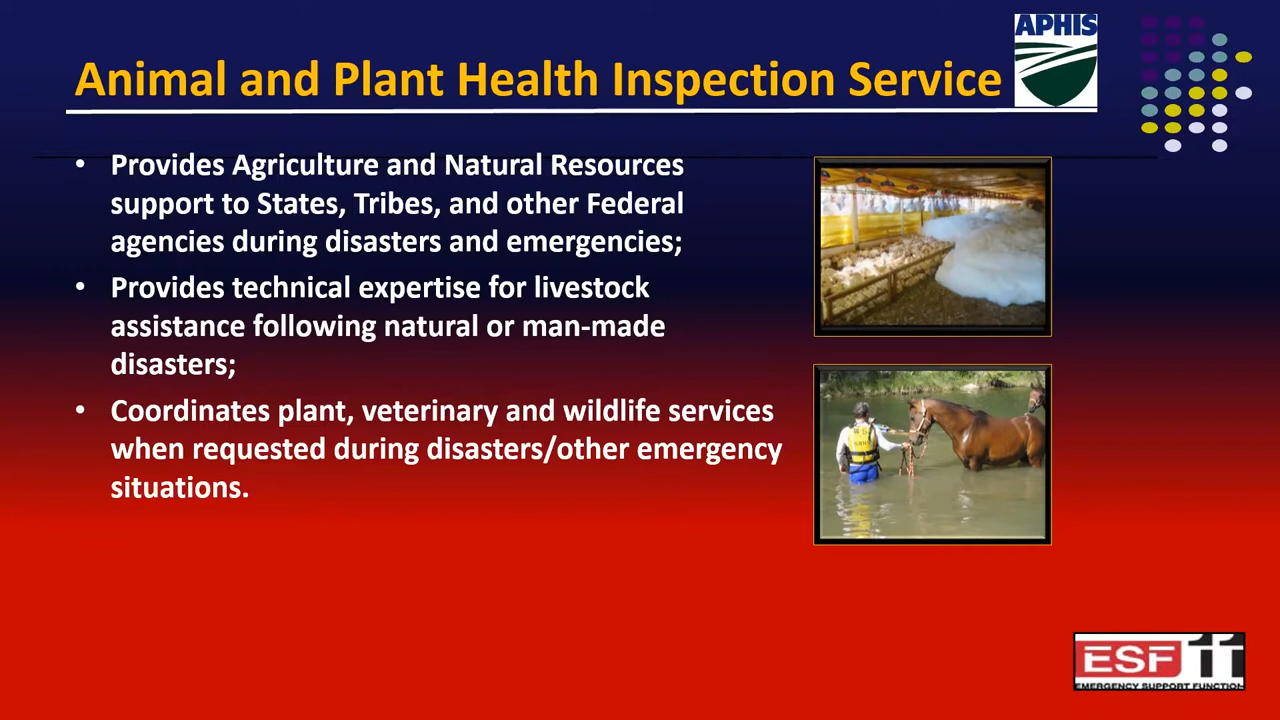 APHIS
Animal and Plant Health Inspection Service
• Provides Agriculture and Natural Resources
support to States, Tribes, and other Federal
agencies during disasters and emergencies;
• Provides technical expertise for livestock
assistance following natural or man-made
disasters;
• Coordinates plant, veterinary and wildlife services
when requested during disasters/other emergency
situations.
ESF 11
EMERGENCY SUPPORT FUNCTION